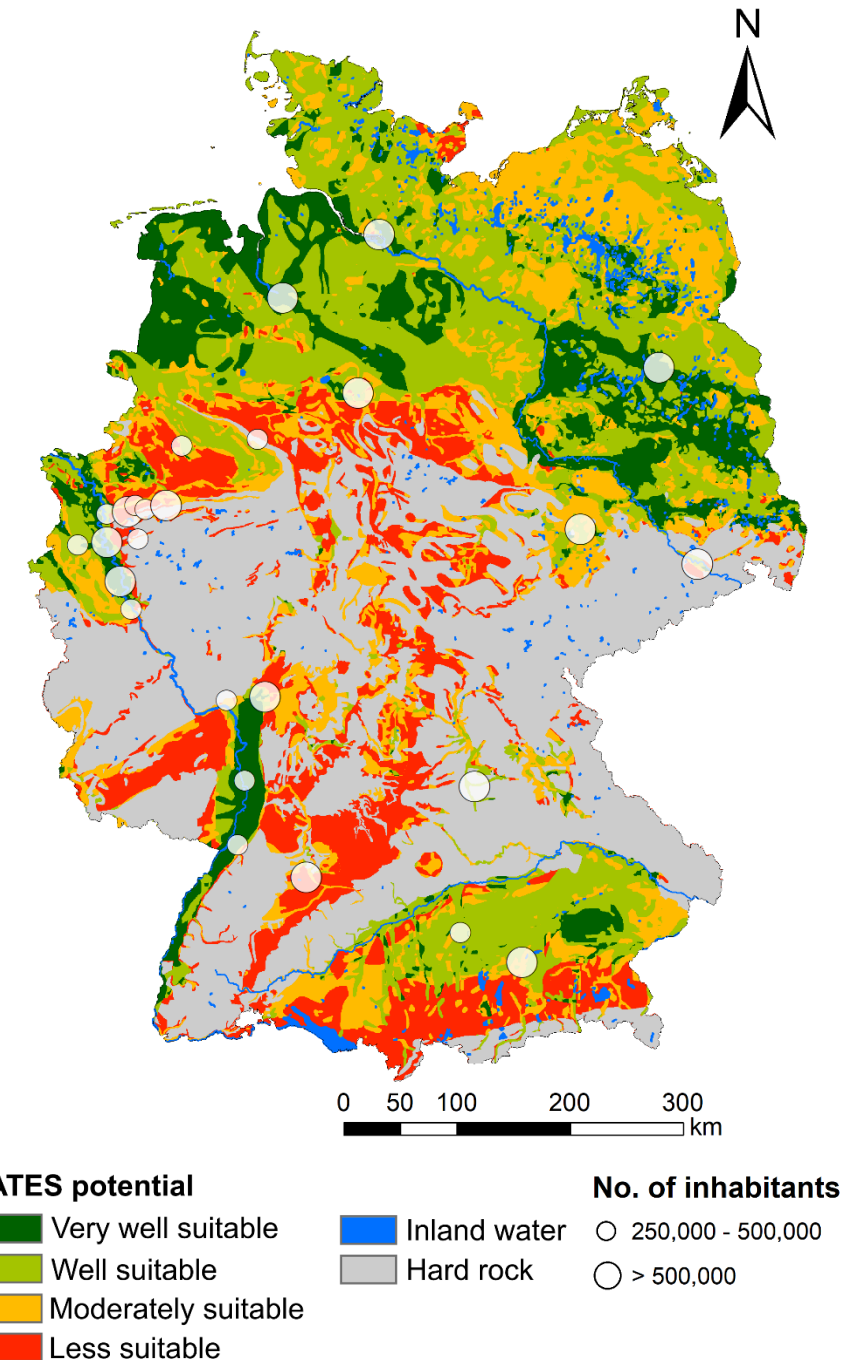 N
0 50 100 200 300
km
ATES potential
Very well suitable
Well suitable
Moderately suitable
Less suitable
Inland water
Hard rock
No. of inhabitants
250,000 - 500,000
> 500,000